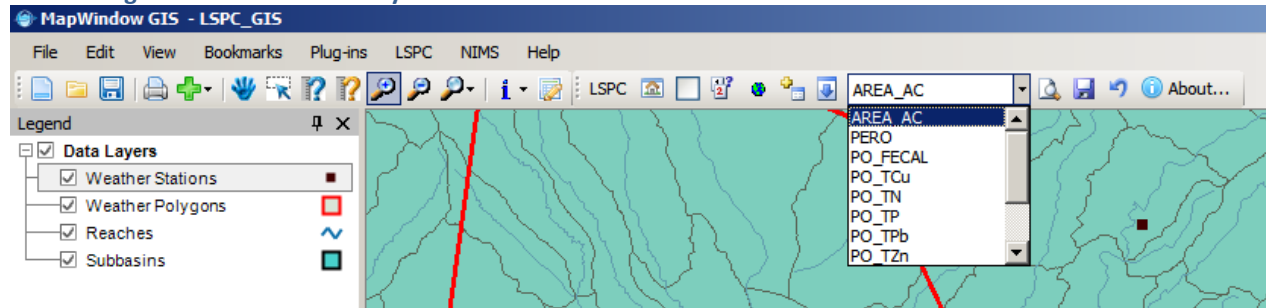 MapWindow GIS - LSPC_GIS
File Edit View Bookmarks Plug-ins LSPC NIMS Help
LSPC AREA_AC About...
Legend
Data Layers
Weather Stations
Weather Polygons
Reaches
Subbasins
AREA_AC
PERO
PO_FECAL
PO_TCu
PO_TN
PO_TP
PO_TPb
PO_TZn